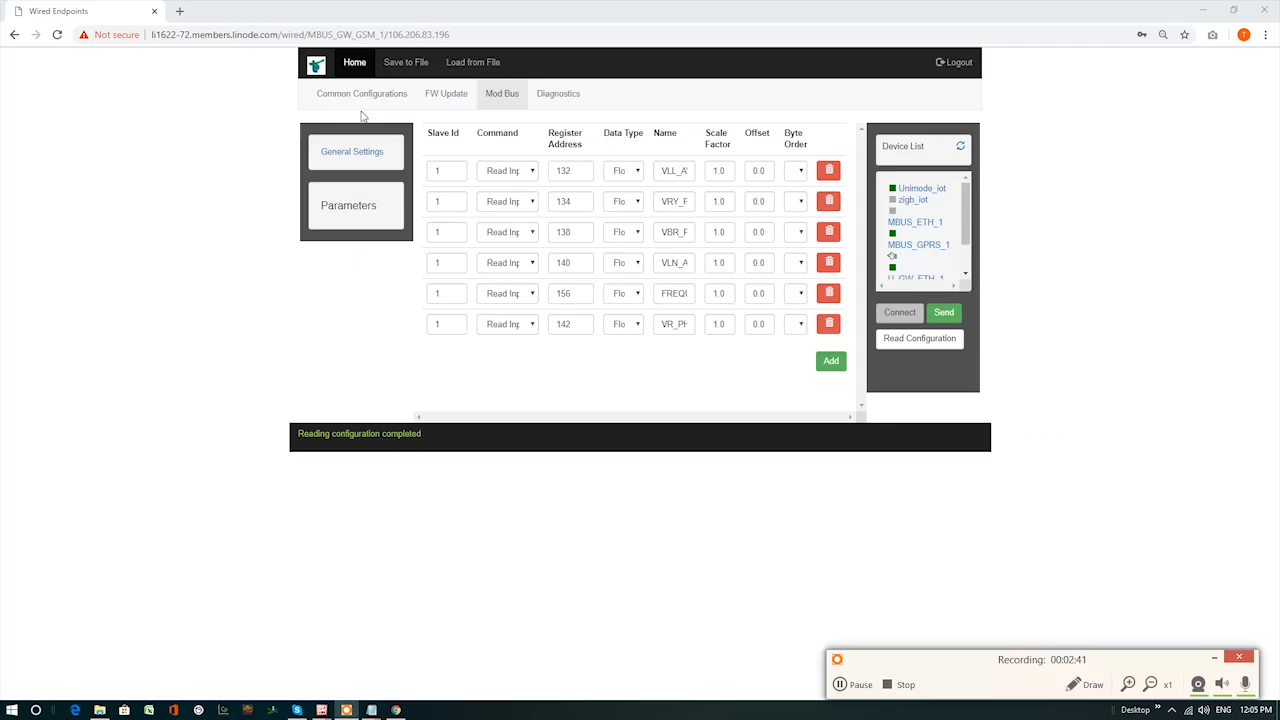 Wired Endpoints
Not secure
li1622-72.members.linode.com/wired/MBUS_GW_GSM_1/106.206.83.196
T
Home
Save to File
Load from File
Logout
Common Configurations
FW Update
Mod Bus
Diagnostics
General Settings
Parameters
Slave Id Command Register Address Data Type Name Scale Factor Offset Byte Order
1 Read Inp 132 Flo VLL_A 1.0 0.0
1 Read Inp 134 Flo VRY_F 1.0 0.0
1 Read Inp 138 Flo VBR_F 1.0 0.0
1 Read Inp 140 Flo VLN_A 1.0 0.0
1 Read Inp 156 Flo FREQU 1.0 0.0
1 Read Inp 142 Flo VR_PH 1.0 0.0
Add
Device List
Unimode_iot
zigb_iot
MBUS_ETH_1
MBUS_GPRS_1
Connect
Send
Read Configuration
Reading configuration completed
Recording: 00:02:41
Pause
Stop
Draw
x1
Desktop
ENG
12:05 PM